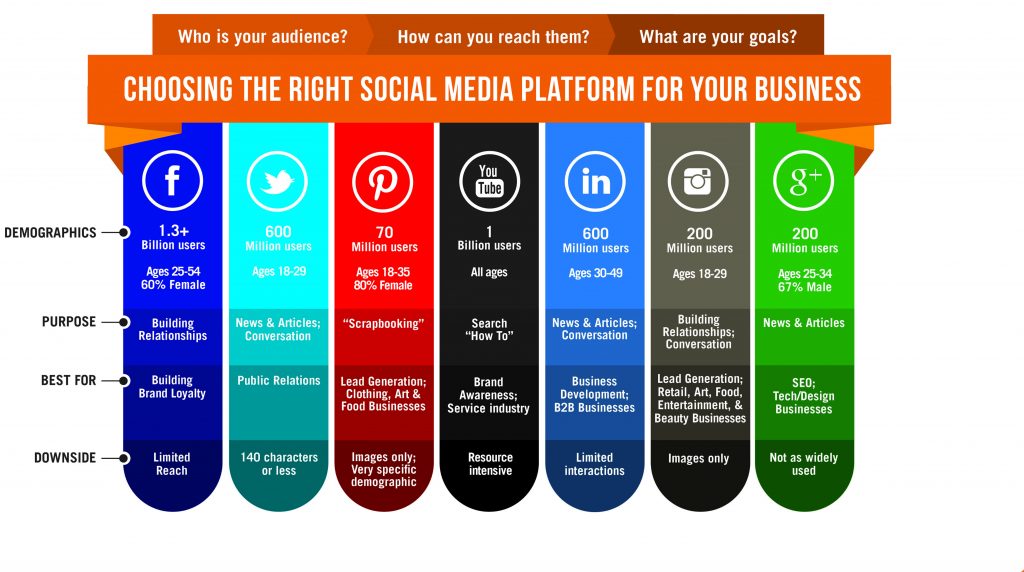 Who is your audience?
How can you reach them?
What are your goals?
CHOOSING THE RIGHT SOCIAL MEDIA PLATFORM FOR YOUR BUSINESS
f
You
Tube
in
g+
DEMOGRAPHICS
1.3+
Billion users
Ages 25-54
60% Female
600
Million users
Ages 18-29
70
Million users
Ages 18-35
80% Female
1
Billion users
All ages
600
Million users
Ages 30-49
200
Million users
Ages 18-29
200
Million users
Ages 25-34
67% Male
PURPOSE
Building
Relationships
News & Articles;
Conversation
“Scrapbooking”
Search
“How To”
News & Articles;
Conversation
Building
Relationships;
Conversation
News & Articles
BEST FOR
Building
Brand Loyalty
Public Relations
Lead Generation;
Clothing, Art &
Food Businesses
Brand
Awareness;
Service industry
Business
Development;
B2B Businesses
Lead Generation;
Retail, Art, Food,
Entertainment, &
Beauty Businesses
SEO;
Tech/Design
Businesses
DOWNSIDE
Limited
Reach
140 characters
or less
Images only;
Very specific
demographic
Resource
intensive
Limited
interactions
Images only
Not as widely
used